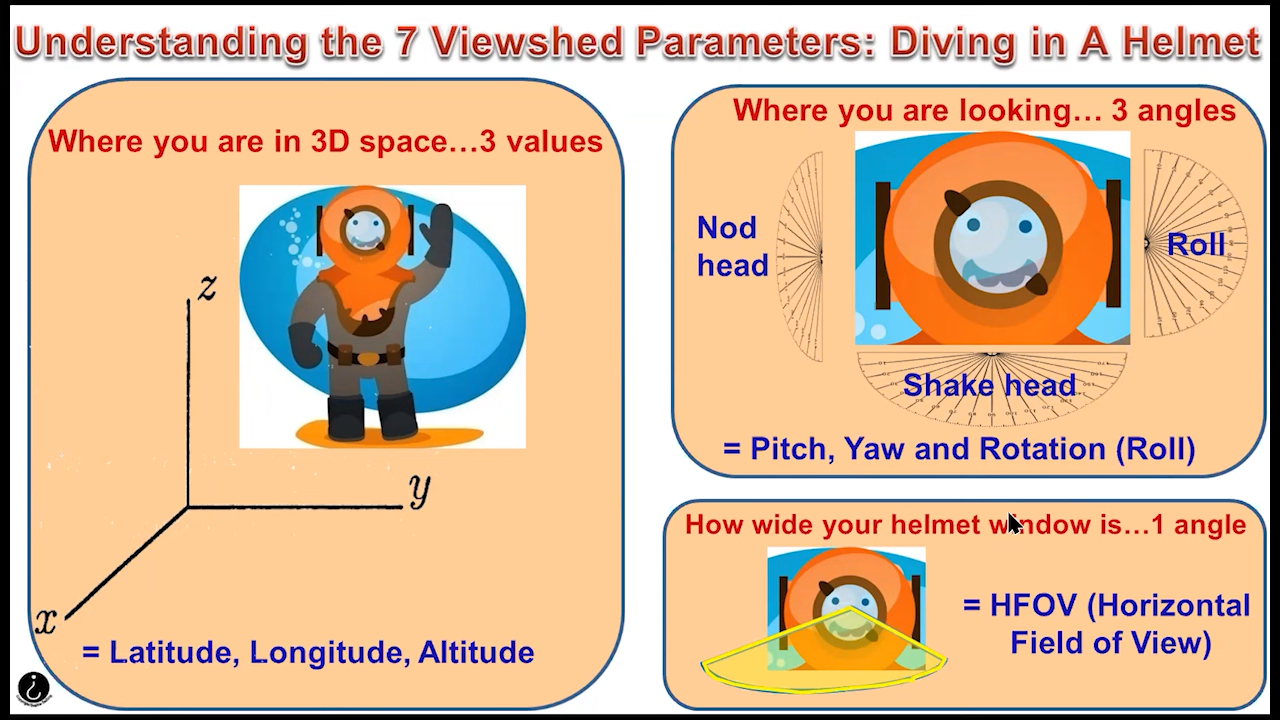 Understanding the 7 Viewshed Parameters: Diving in A Helmet
Where you are in 3D space...3 values
z
y
x
= Latitude, Longitude, Altitude
Where you are looking... 3 angles
Nod
head
Roll
Shake head
= Pitch, Yaw and Rotation (Roll)
How wide your helmet window is...1 angle
= HFOV (Horizontal
Field of View)